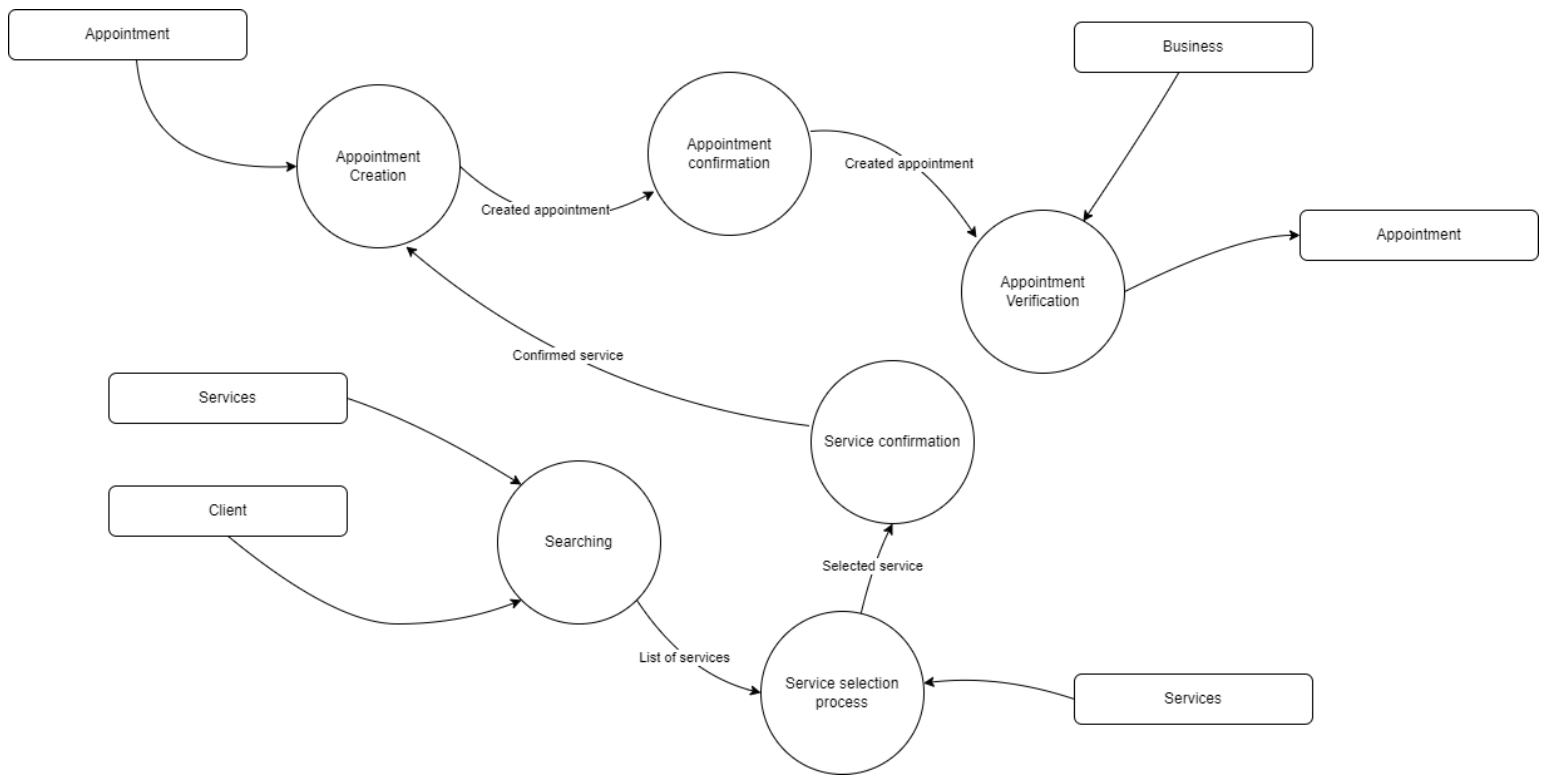 Appointment
Business
Appointment
Creation
Appointment
confirmation
Created appointment
Created appointment
Appointment
Appointment
Verification
Confirmed service
Services
Service confirmation
Client
Searching
Selected service
List of services
Service selection
process
Services